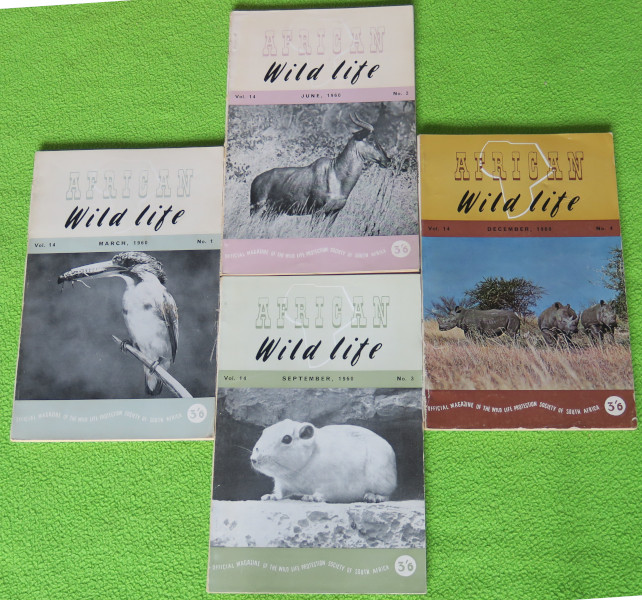 AFRICAN
Wild life
Vol. 14 JUNE, 1960 No. 2
OFFICIAL MAGAZINE OF THE WILD LIFE PROTECTION SOCIETY OF SOUTH AFRICA 3'6
AFRICAN
Wild life
Vol. 14 MARCH, 1960 No. 1
OFFICIAL MAGAZINE OF THE WILD LIFE PROTECTION SOCIETY OF SOUTH AFRICA 3'6
AFRICAN
Wild life
Vol. 14 DECEMBER, 1960 No. 4
OFFICIAL MAGAZINE OF THE WILD LIFE PROTECTION SOCIETY OF SOUTH AFRICA 3'6
AFRICAN
Wild life
Vol. 14 SEPTEMBER, 1960 No. 3
OFFICIAL MAGAZINE OF THE WILD LIFE PROTECTION SOCIETY OF SOUTH AFRICA 3'6